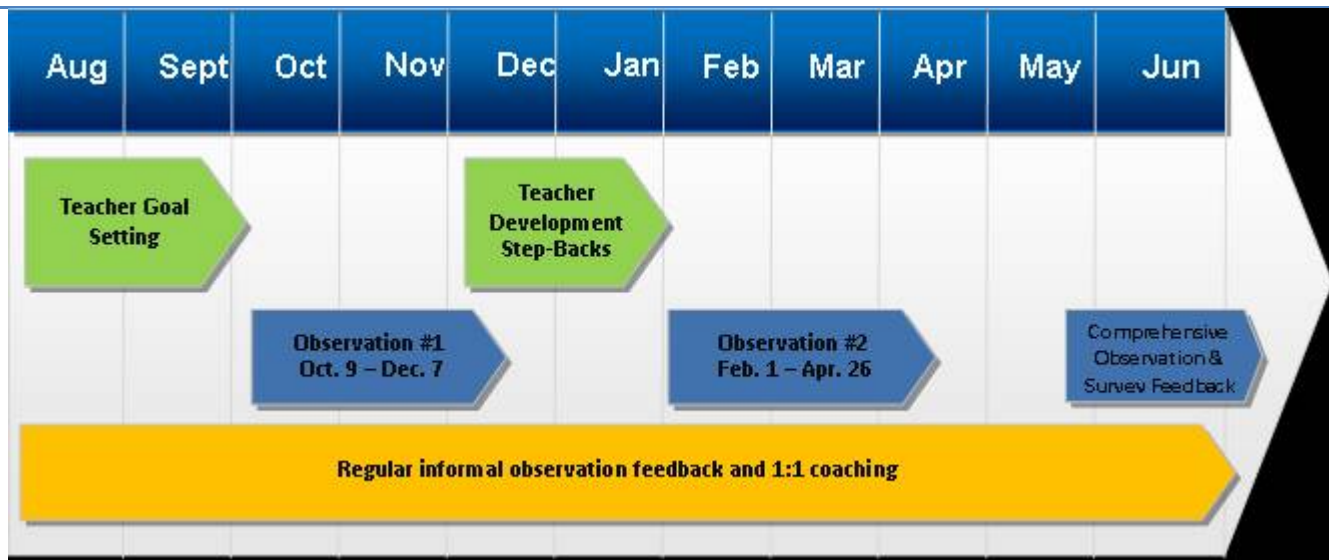 Aug Sept Oct Nov Dec Jan Feb Mar Apr May Jun
Teacher Goal
Setting
Teacher
Development
Step-Backs
Observation #1
Oct. 9 – Dec. 7
Observation #2
Feb. 1 – Apr. 26
Comprehensive
Observation &
Survey Feedback
Regular informal observation feedback and 1:1 coaching